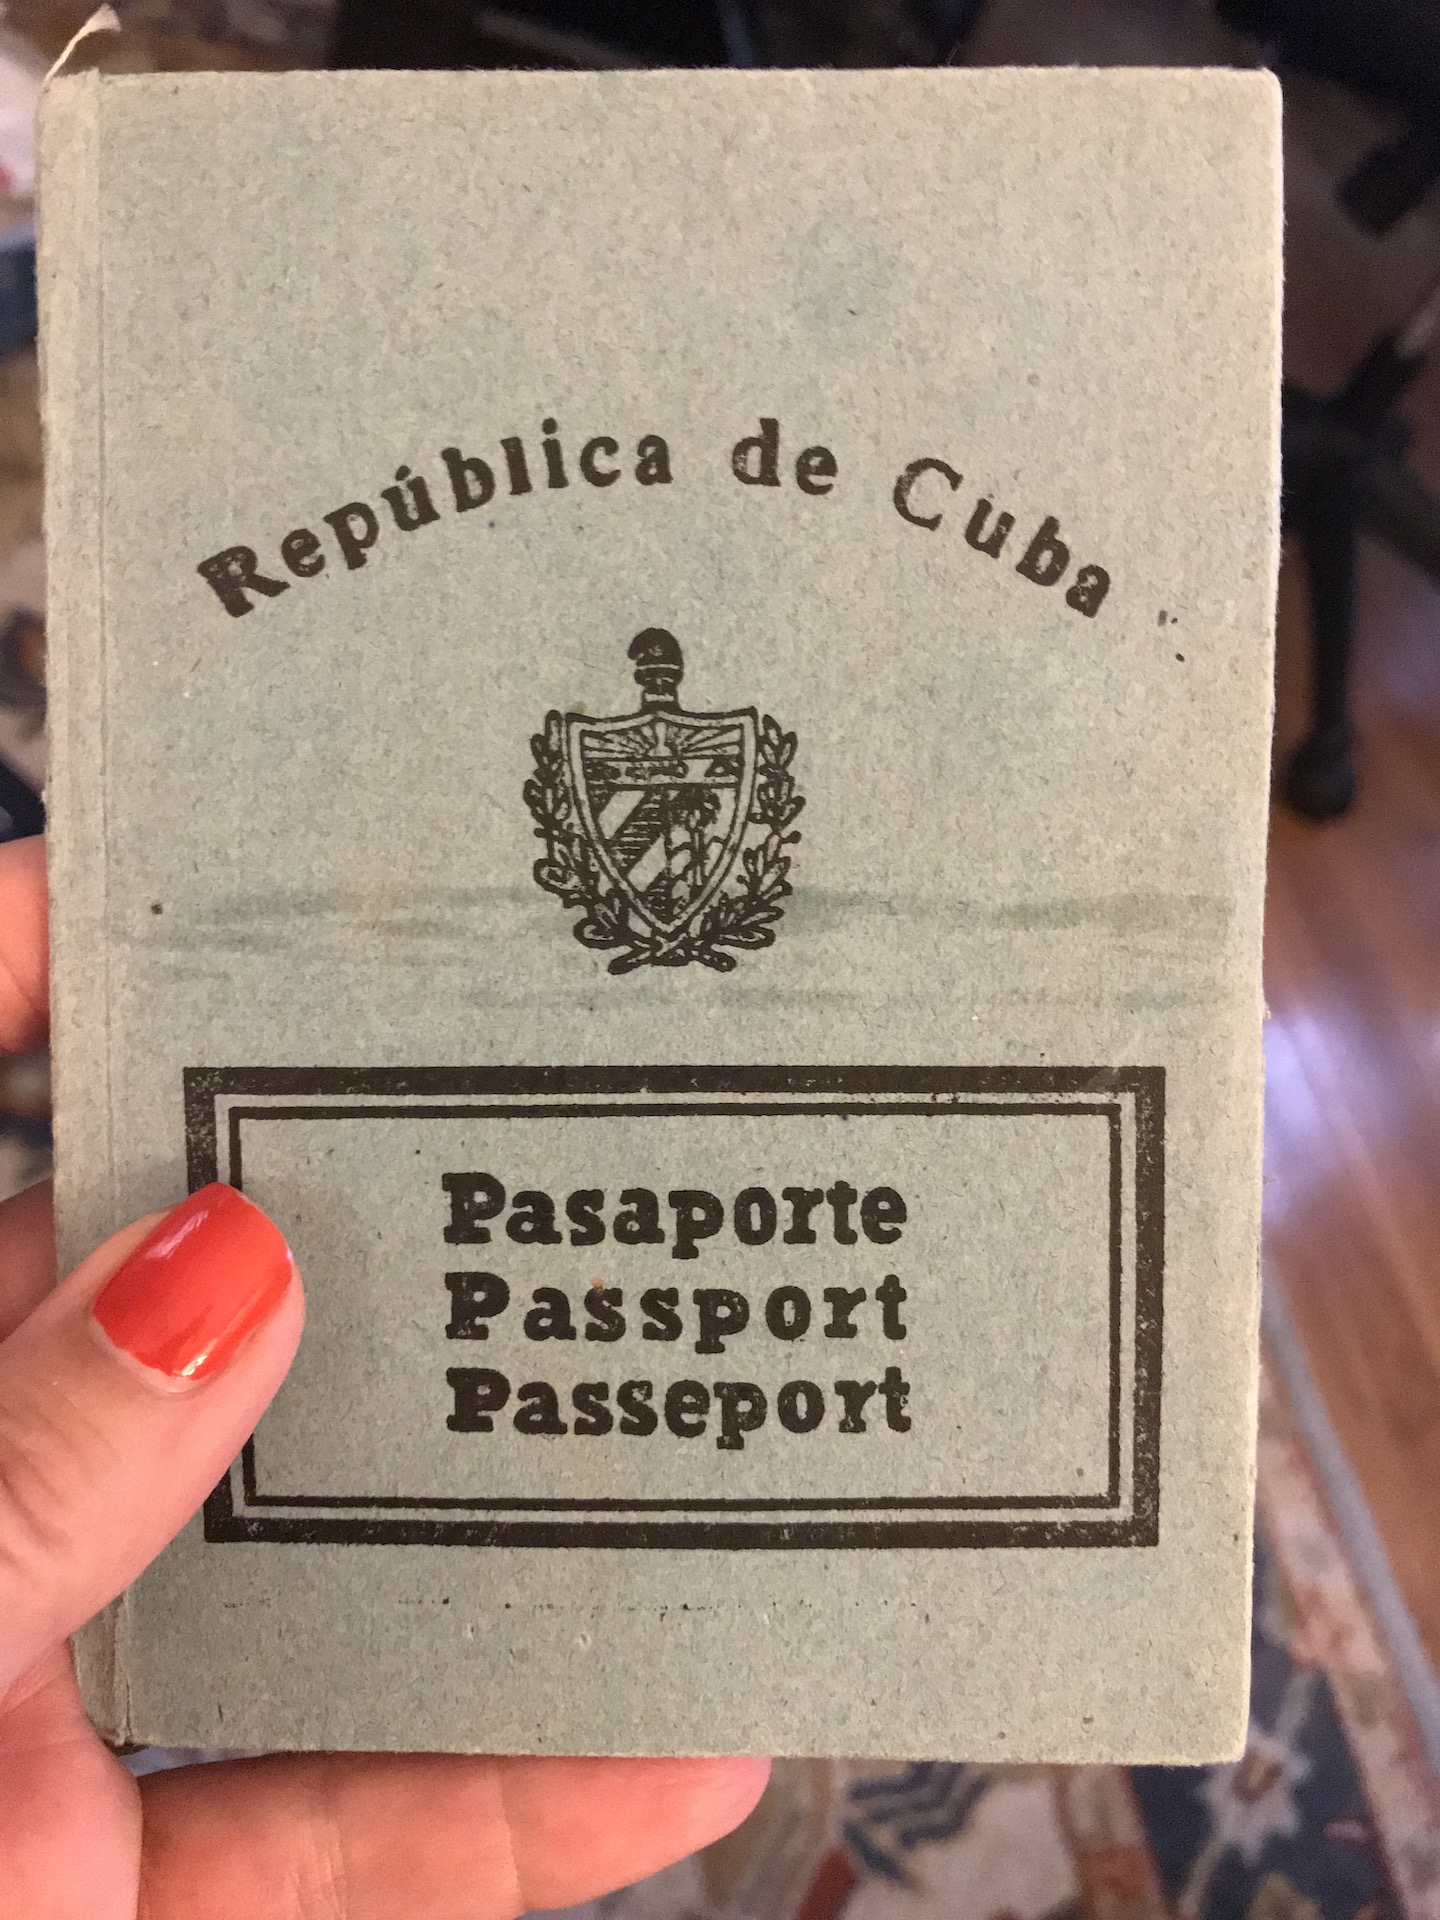 República de Cuba
Pasaporte
Passport
Passeport